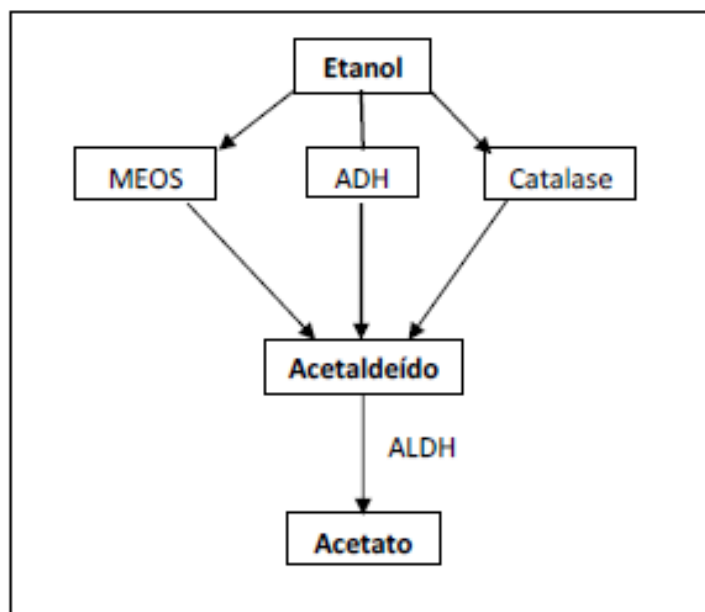 Etanol
MEOS
ADH
Catalase
Acetaldeído
ALDH
Acetato